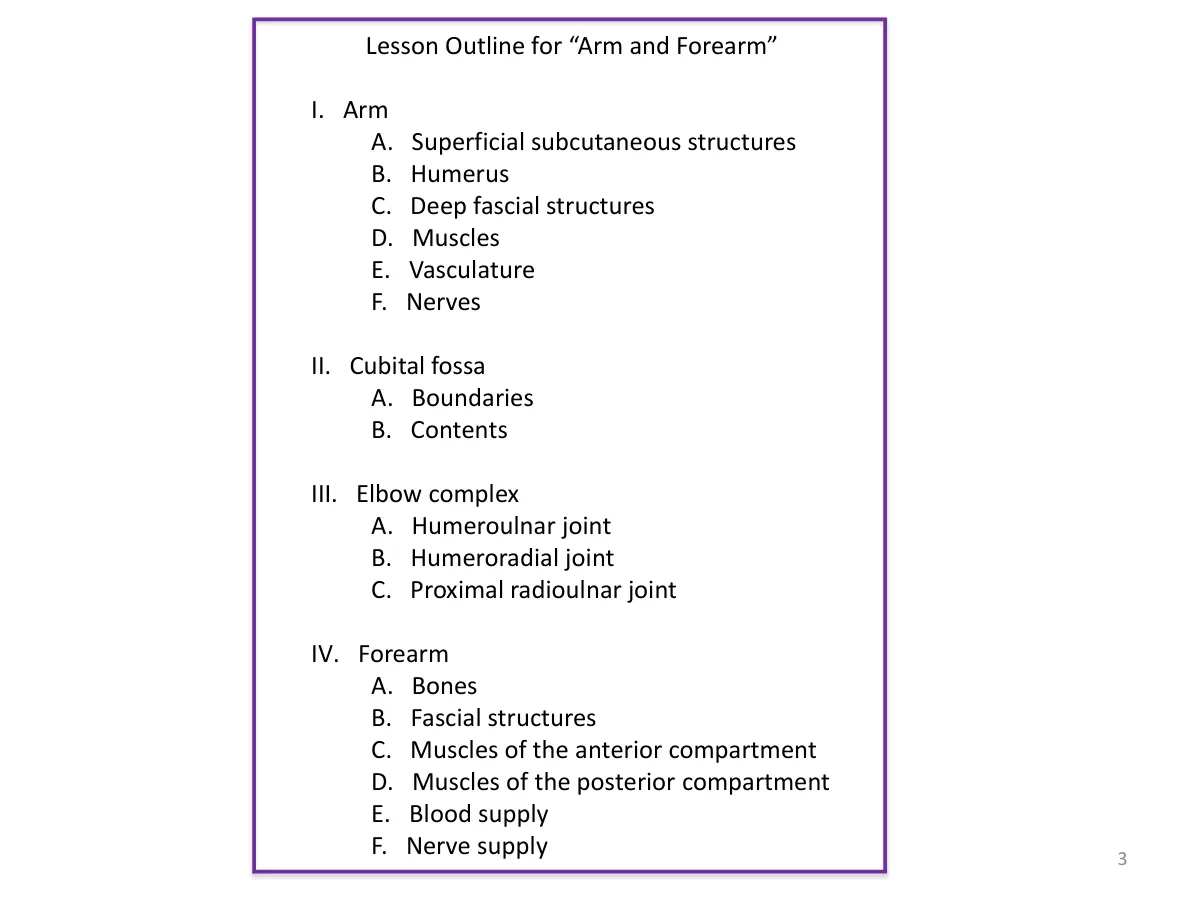 Lesson Outline for “Arm and Forearm”
I. Arm
A. Superficial subcutaneous structures
B. Humerus
C. Deep fascial structures
D. Muscles
E. Vasculature
F. Nerves
II. Cubital fossa
A. Boundaries
B. Contents
III. Elbow complex
A. Humeroulnar joint
B. Humeroradial joint
C. Proximal radioulnar joint
IV. Forearm
A. Bones
B. Fascial structures
C. Muscles of the anterior compartment
D. Muscles of the posterior compartment
E. Blood supply
F. Nerve supply
3